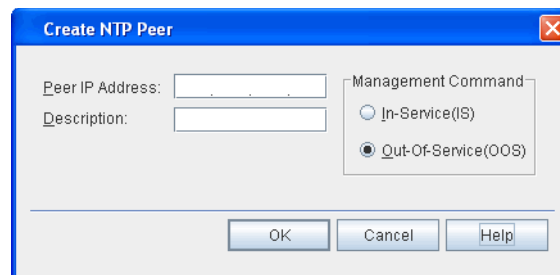 Create NTP Peer
Peer IP Address:
. . .
Description:
Management Command
In-Service(IS)
Out-Of-Service(OOS)
OK
Cancel
Help